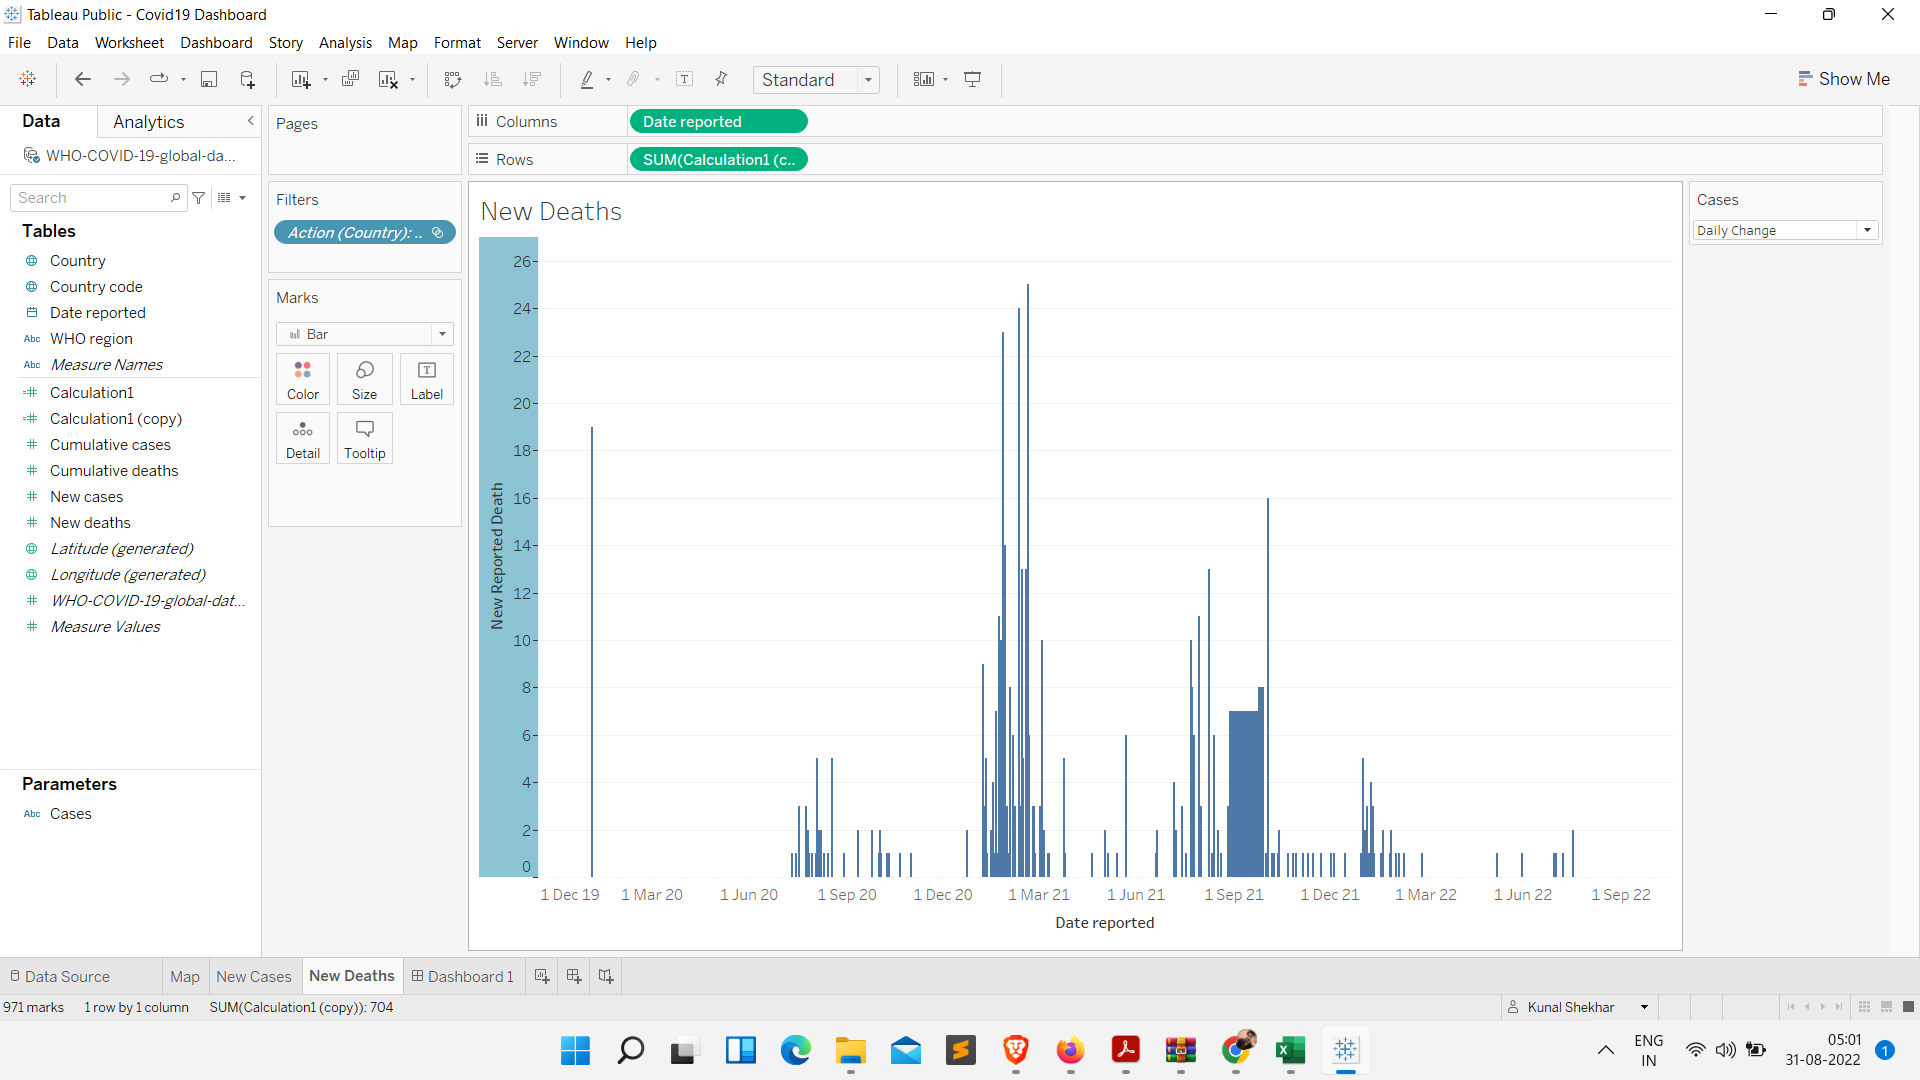 Tableau Public - Covid19 Dashboard
File Data Worksheet Dashboard Story Analysis Map Format Server Window Help
Standard
Show Me
Data Analytics
WHO-COVID-19-global-da...
Search
Tables
Country
Country code
Date reported
Abc WHO region
Abc Measure Names
Calculation1
Calculation1 (copy)
Cumulative cases
Cumulative deaths
New cases
New deaths
Latitude (generated)
Longitude (generated)
WHO-COVID-19-global-dat...
Measure Values
Parameters
Abc Cases
Pages
Filters
Action (Country): ..
Marks
Bar
Color Size Label
Detail Tooltip
Columns Date reported
Rows SUM(Calculation1 (c..
New Deaths
New Reported Death
26
24
22
20
18
16
14
12
10
8
6
4
2
0
1 Dec 19 1 Mar 20 1 Jun 20 1 Sep 20 1 Dec 20 1 Mar 21 1 Jun 21 1 Sep 21 1 Dec 21 1 Mar 22 1 Jun 22 1 Sep 22
Date reported
Cases
Daily Change
Data Source Map New Cases New Deaths Dashboard 1
971 marks 1 row by 1 column SUM(Calculation1 (copy)): 704
Kunal Shekhar
ENG
IN
05:01
31-08-2022
1